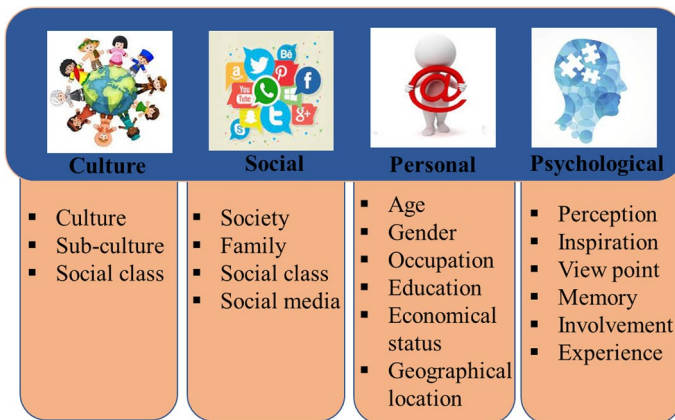 Culture
Social
Personal
Psychological
Culture
Sub-culture
Social class
Society
Family
Social class
Social media
Age
Gender
Occupation
Education
Economical
status
Geographical
location
Perception
Inspiration
View point
Memory
Involvement
Experience